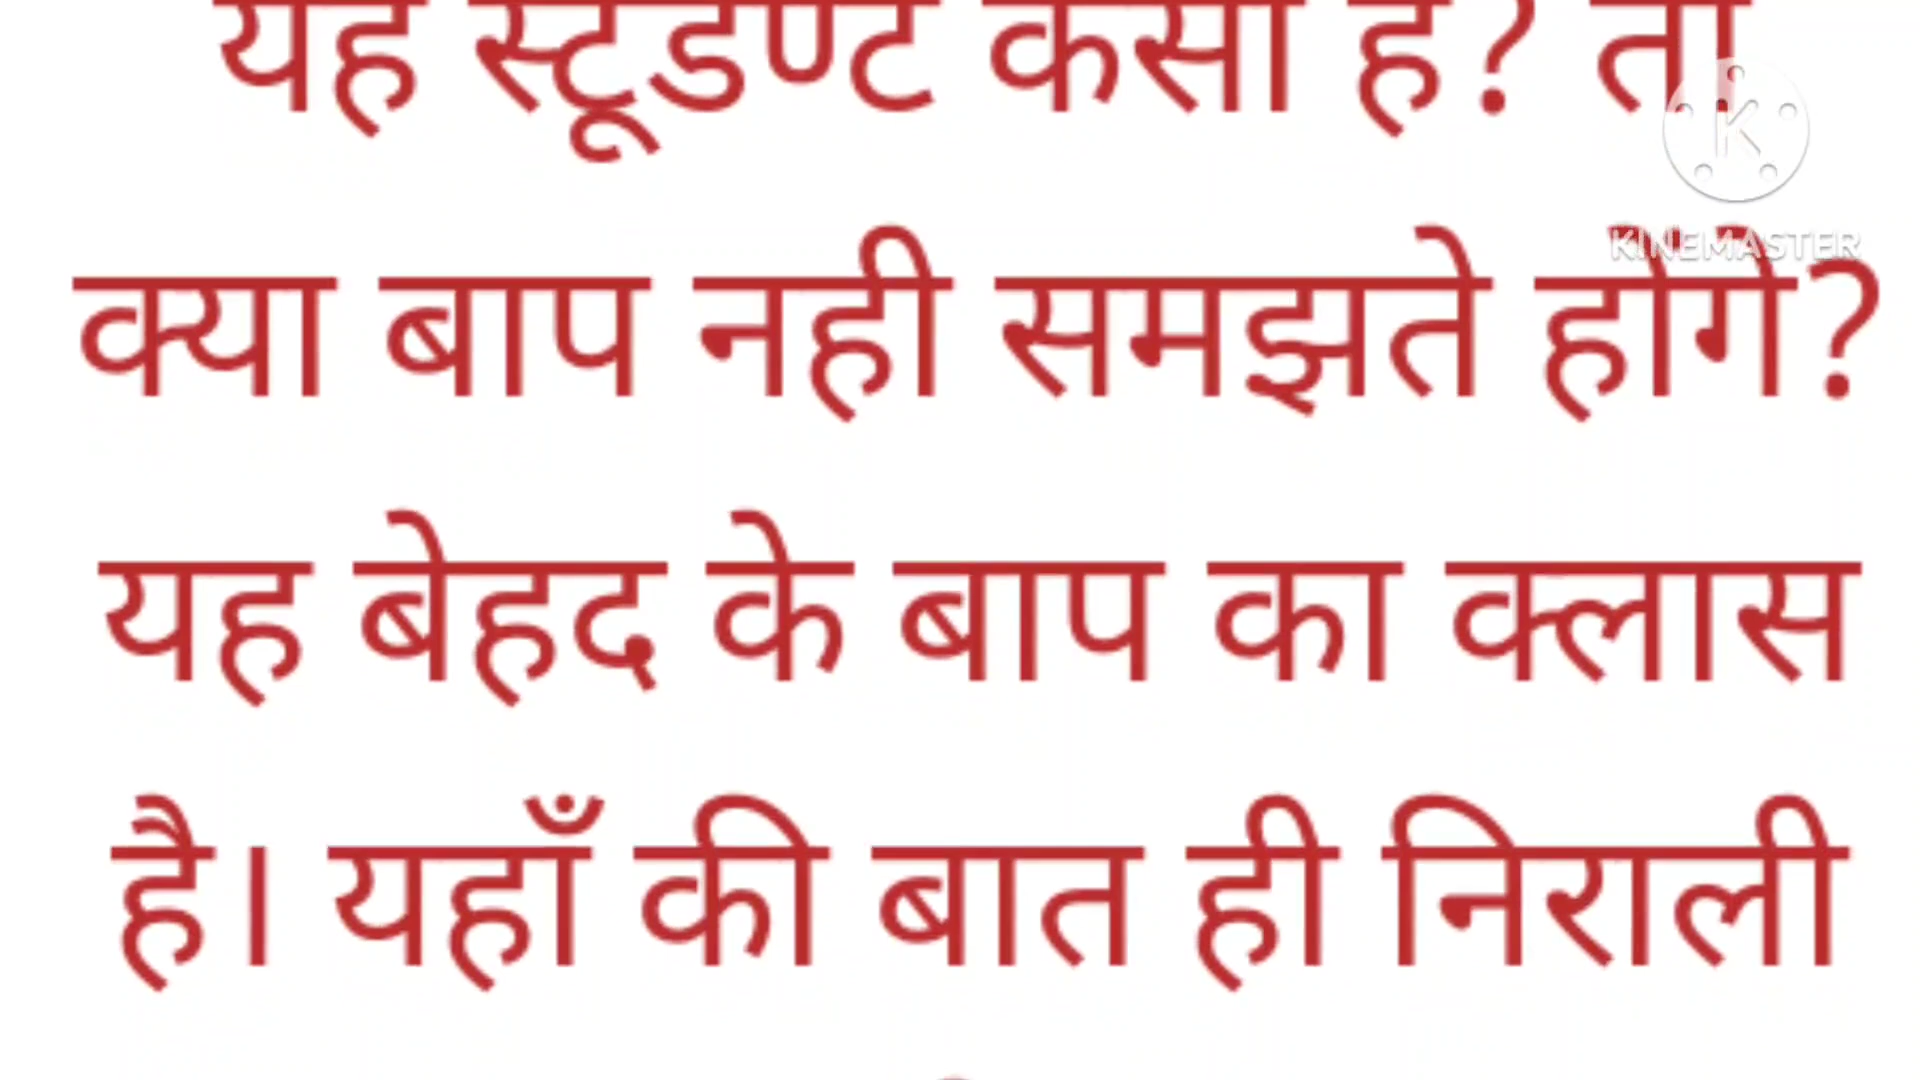 यह स्टूडण्ट कैसा है? तो
KINEMASTER
क्या बाप नही समझते होगे?
यह बेहद के बाप का क्लास
है। यहाँ की बात ही निराली